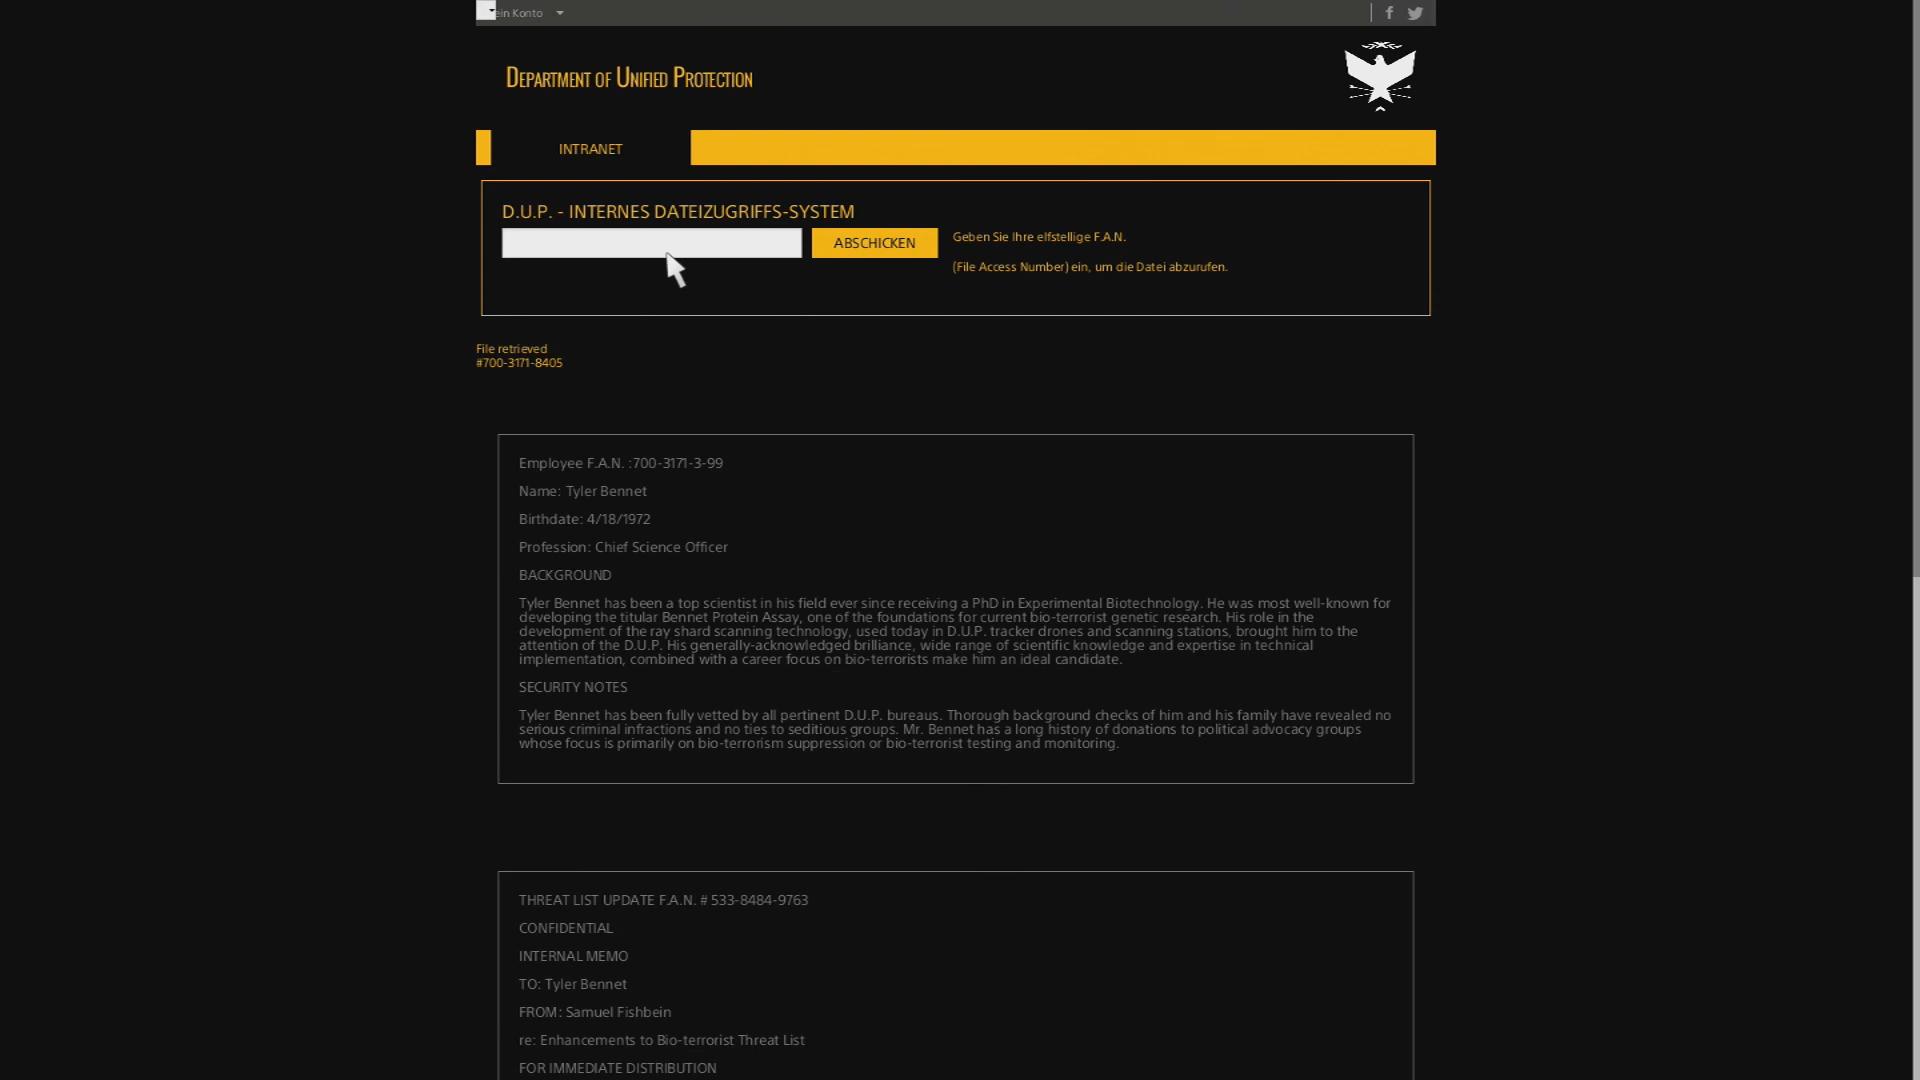 ein Konto
DEPARTMENT OF UNIFIED PROTECTION
INTRANET
D.U.P. - INTERNES DATEIZUGRIFFS-SYSTEM
ABSCHICKEN
Geben Sie Ihre elfstellige F.A.N.
(File Access Number) ein, um die Datei abzurufen.
File retrieved
#700-3171-8405
Employee F.A.N. :700-3171-3-99
Name: Tyler Bennet
Birthdate: 4/18/1972
Profession: Chief Science Officer
BACKGROUND
Tyler Bennet has been a top scientist in his field ever since receiving a PhD in Experimental Biotechnology. He was most well-known for
developing the titular Bennet Protein Assay, one of the foundations for current bio-terrorist genetic research. His role in the
development of the ray shard scanning technology, used today in D.U.P. tracker drones and scanning stations, brought him to the
attention of the D.U.P. His generally-acknowledged brilliance, wide range of scientific knowledge and expertise in technical
implementation, combined with a career focus on bio-terrorists make him an ideal candidate.
SECURITY NOTES
Tyler Bennet has been fully vetted by all pertinent D.U.P. bureaus. Thorough background checks of him and his family have revealed no
serious criminal infractions and no ties to seditious groups. Mr. Bennet has a long history of donations to political advocacy groups
whose focus is primarily on bio-terrorism suppression or bio-terrorist testing and monitoring.
THREAT LIST UPDATE F.A.N. # 533-8484-9763
CONFIDENTIAL
INTERNAL MEMO
TO: Tyler Bennet
FROM: Samuel Fishbein
re: Enhancements to Bio-terrorist Threat List
FOR IMMEDIATE DISTRIBUTION